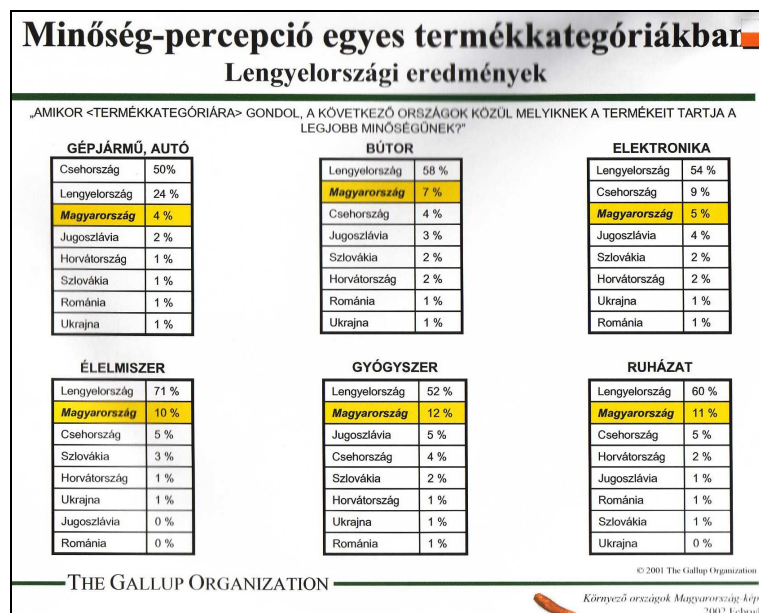 Minőség-percepció egyes termékkategóriákban
Lengyelországi eredmények
„AMIKOR <TERMÉKKATEGÓRIÁRA> GONDOL, A KÖVETKEZŐ ORSZÁGOK KÖZÜL MELYIKNEK A TERMÉKEIT TARTJA A
LEGJOBB MINŐSÉGŰNEK?"
GÉPJÁRMŰ, AUTÓ
Csehország 50%
Lengyelország 24 %
Magyarország 4 %
Jugoszlávia 2 %
Horvátország 1 %
Szlovákia 1 %
Románia 1 %
Ukrajna 1 %
BÚTOR
Lengyelország 58 %
Magyarország 7 %
Csehország 4 %
Jugoszlávia 3 %
Szlovákia 2 %
Horvátország 2 %
Románia 1 %
Ukrajna 1 %
ELEKTRONIKA
Lengyelország 54 %
Csehország 9 %
Magyarország 5 %
Jugoszlávia 4 %
Szlovákia 2 %
Horvátország 2 %
Ukrajna 1 %
Románia 1 %
ÉLELMISZER
Lengyelország 71 %
Magyarország 10 %
Csehország 5 %
Szlovákia 3 %
Horvátország 1 %
Ukrajna 1 %
Jugoszlávia 0 %
Románia 0 %
GYÓGYSZER
Lengyelország 52 %
Magyarország 12 %
Jugoszlávia 5 %
Csehország 4 %
Szlovákia 2 %
Horvátország 1 %
Ukrajna 1 %
Románia 1 %
RUHÁZAT
Lengyelország 60 %
Magyarország 11 %
Csehország 5 %
Horvátország 2 %
Jugoszlávia 1 %
Románia 1 %
Szlovákia 1 %
Ukrajna 0 %
© 2001 The Gallup Organization
THE GALLUP ORGANIZATION
Környező országok Magyarország-kép
2002 Februá